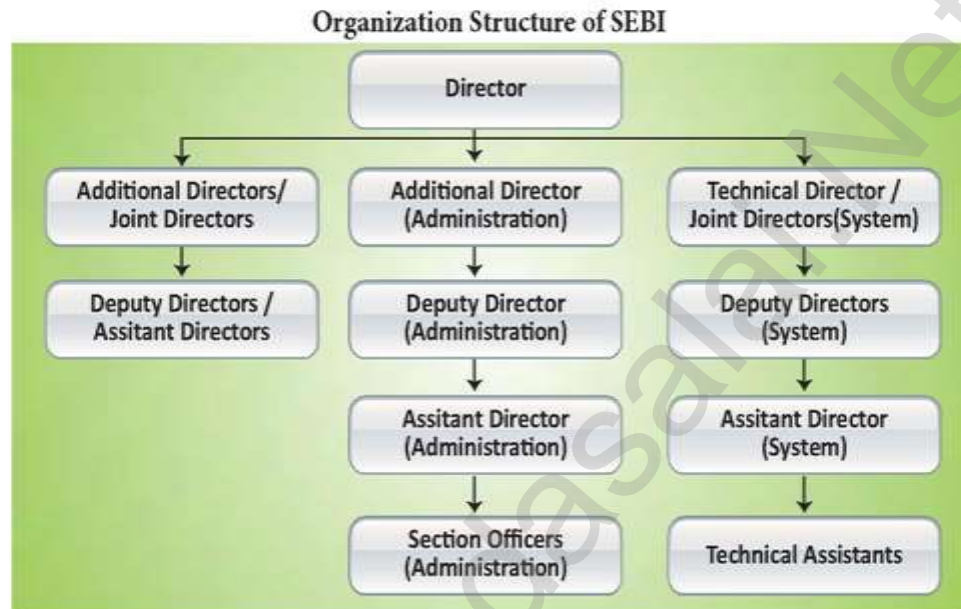 Organization Structure of SEBI
Director
Additional Directors/
Joint Directors
Additional Director
(Administration)
Technical Director /
Joint Directors(System)
Deputy Directors /
Assitant Directors
Deputy Director
(Administration)
Deputy Directors
(System)
Assitant Director
(Administration)
Assitant Director
(System)
Section Officers
(Administration)
Technical Assistants